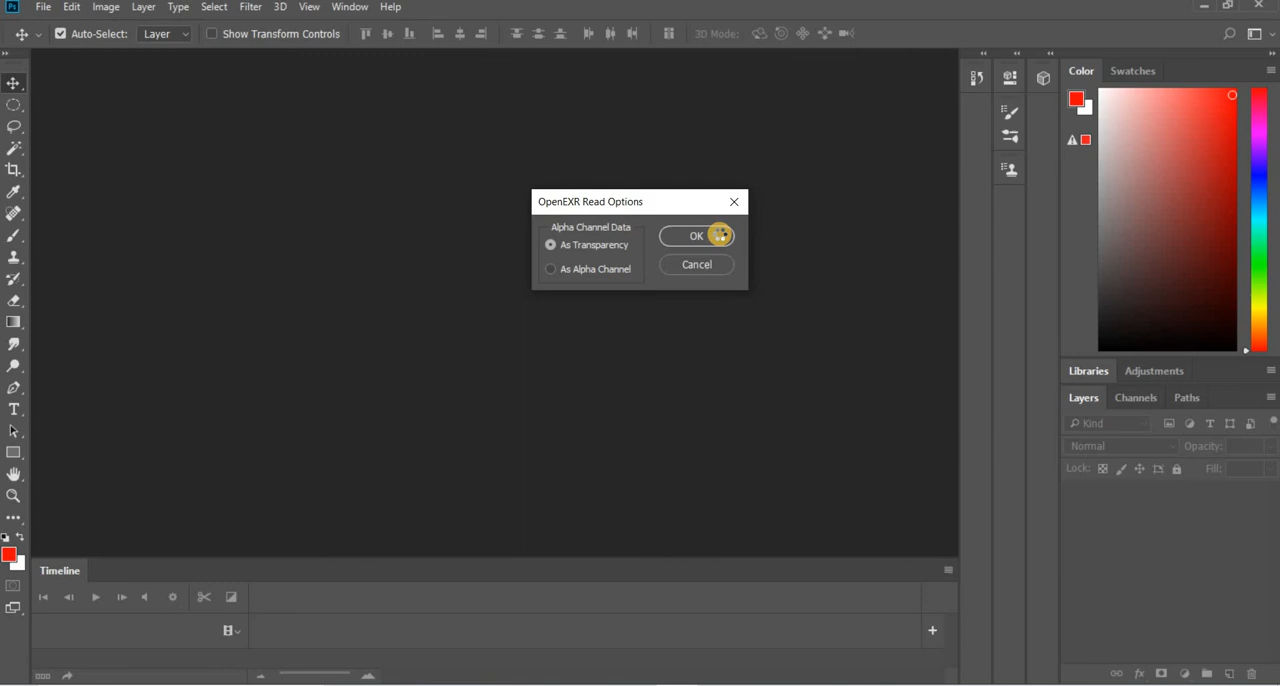 Ps File Edit Image Layer Type Select Filter 3D View Window Help
Auto-Select: Layer Show Transform Controls 3D Mode:
Color Swatches
OpenEXR Read Options
Alpha Channel Data
As Transparency
OK
As Alpha Channel
Cancel
Libraries Adjustments
Layers Channels Paths
Kind
Normal Opacity:
Lock: Fill:
Timeline